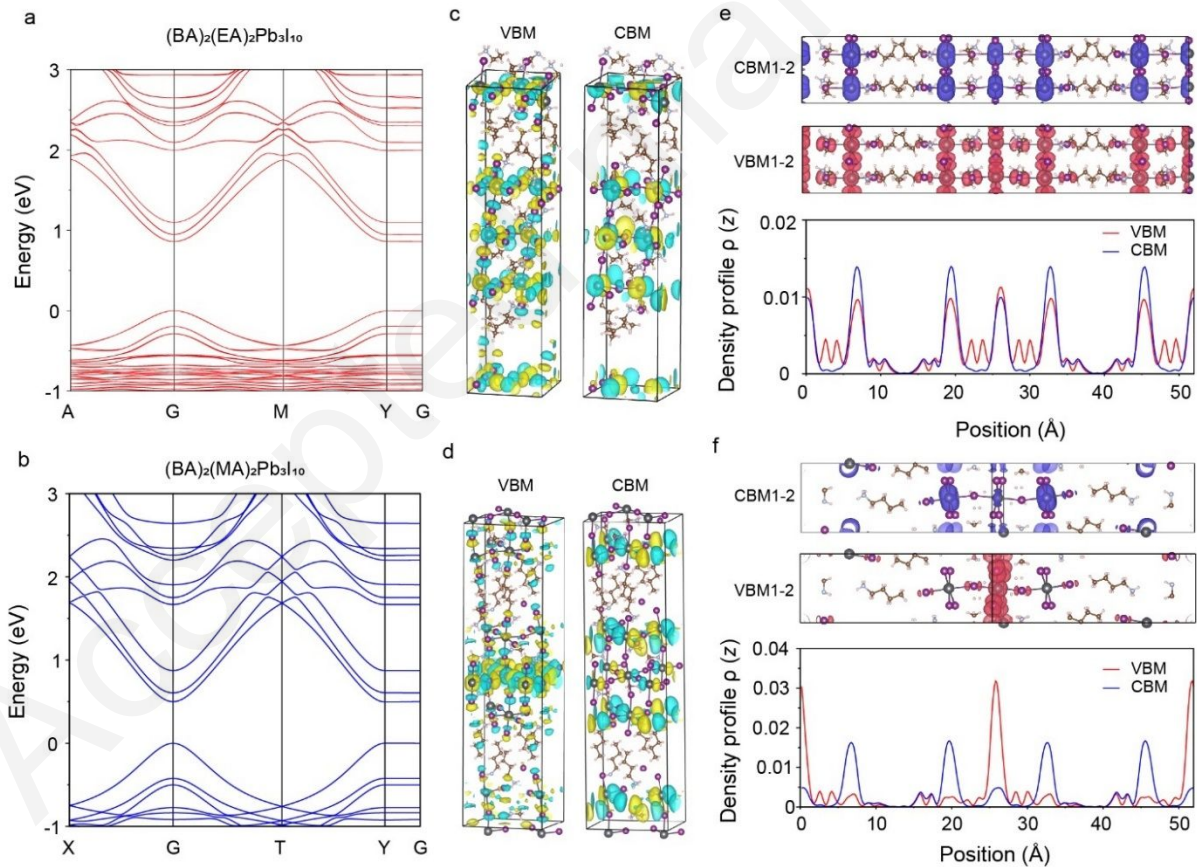 a
(BA)₂(EA)₂Pb₃I₁₀
Energy (eV)
3
2
1
0
-1
A G M Y G
b
(BA)₂(MA)₂Pb₃I₁₀
Energy (eV)
3
2
1
0
-1
X G T Y G
c
VBM CBM
d
VBM CBM
e
CBM1-2
VBM1-2
Density profile ρ (z)
0.02
0.01
0
VBM
CBM
0 10 20 30 40 50
Position (Å)
f
CBM1-2
VBM1-2
Density profile ρ (z)
0.04
0.03
0.02
0.01
0
VBM
CBM
0 10 20 30 40 50
Position (Å)